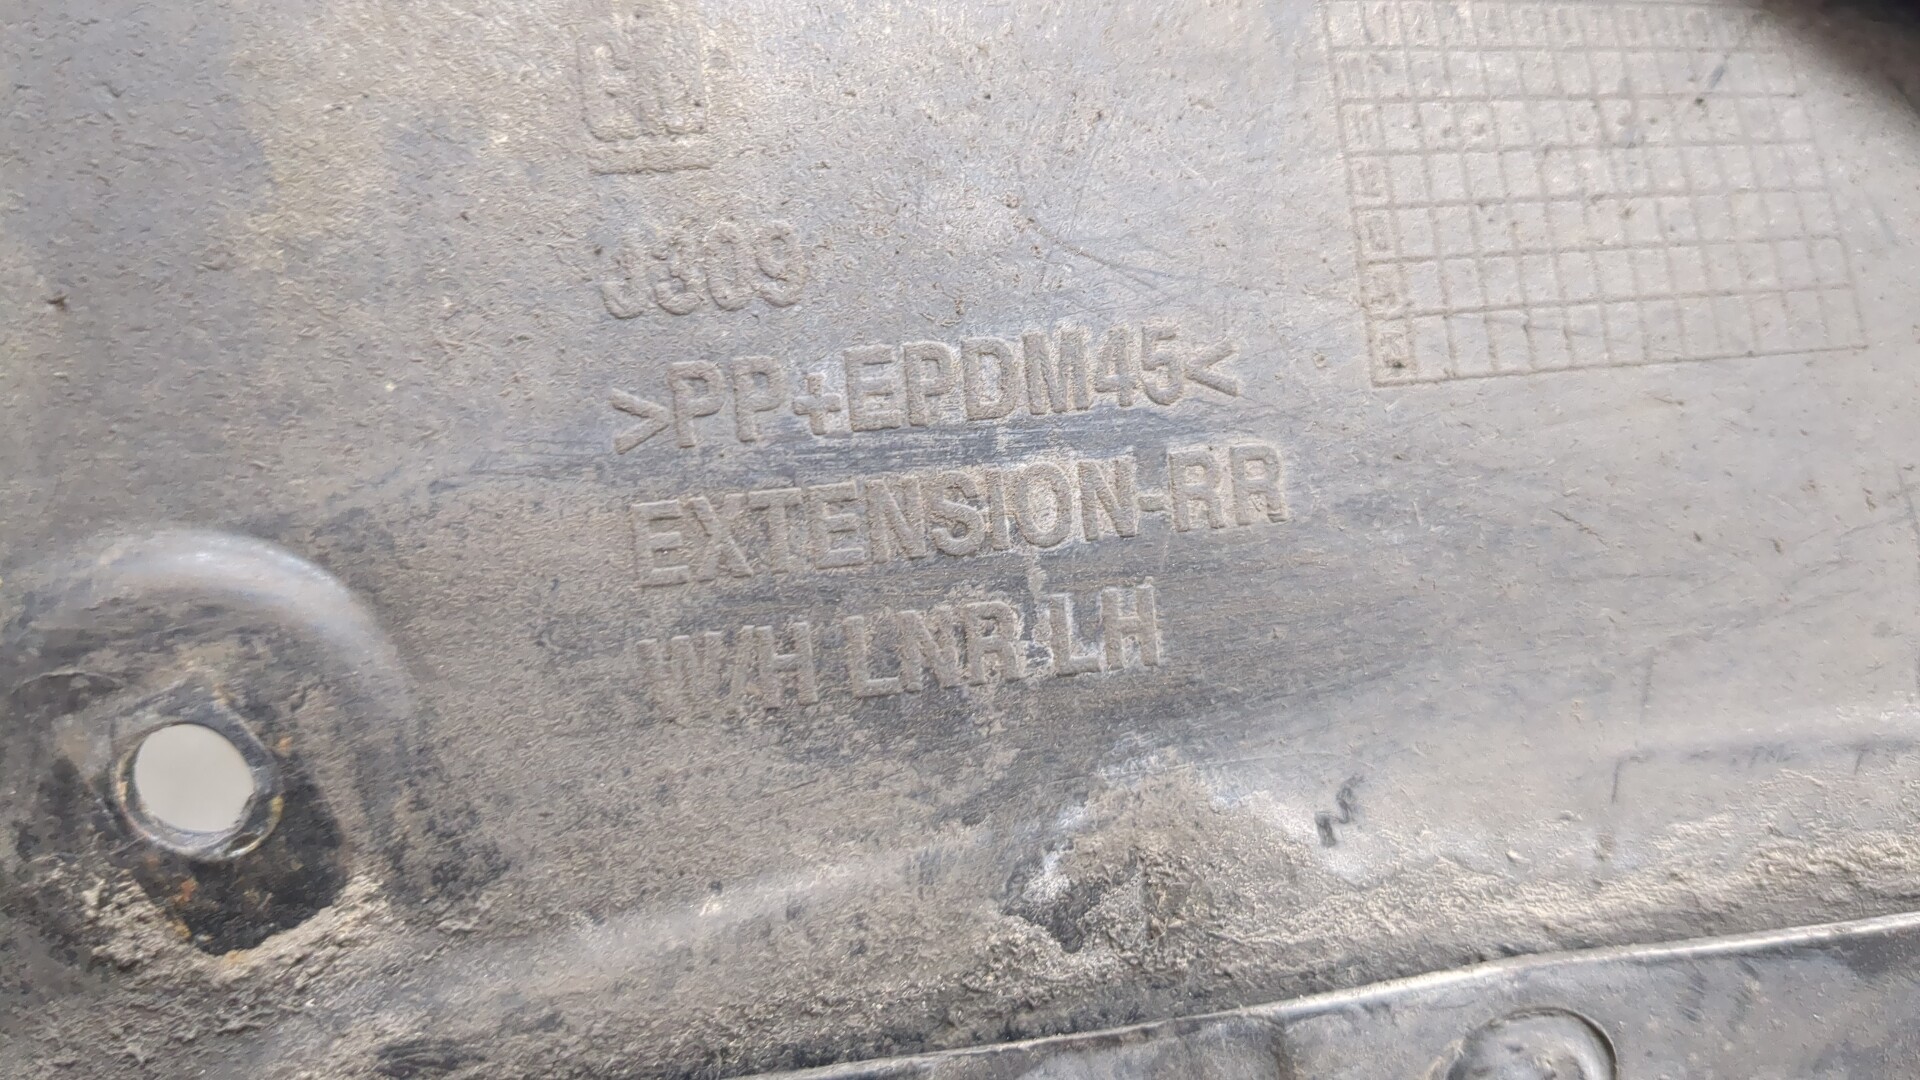 GM
J309
>PP+EPDM45<
EXTENSION-RR
W/H LNR LH